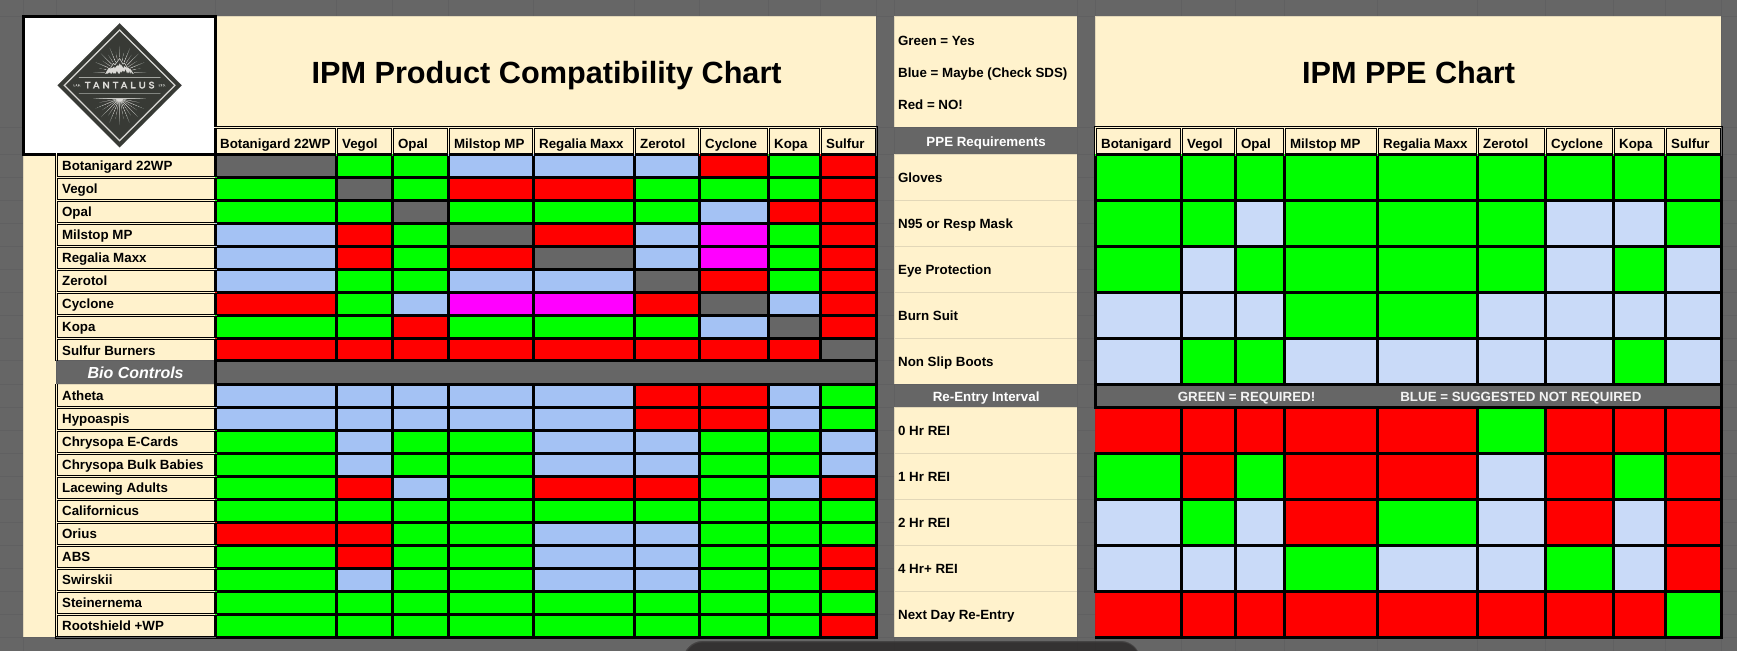 TANTALUS
IPM Product Compatibility Chart
Green = Yes
Blue = Maybe (Check SDS)
Red = NO!
IPM PPE Chart
Botanigard 22WP Vegol Opal Milstop MP Regalia Maxx Zerotol Cyclone Kopa Sulfur
PPE Requirements
Botanigard Vegol Opal Milstop MP Regalia Maxx Zerotol Cyclone Kopa Sulfur
Botanigard 22WP
Vegol
Opal
Milstop MP
Regalia Maxx
Zerotol
Cyclone
Kopa
Sulfur Burners
Bio Controls
Atheta
Hypoaspis
Chrysopa E-Cards
Chrysopa Bulk Babies
Lacewing Adults
Californicus
Orius
ABS
Swirskii
Steinernema
Rootshield +WP
Gloves
N95 or Resp Mask
Eye Protection
Burn Suit
Non Slip Boots
Re-Entry Interval
GREEN = REQUIRED! BLUE = SUGGESTED NOT REQUIRED
0 Hr REI
1 Hr REI
2 Hr REI
4 Hr+ REI
Next Day Re-Entry